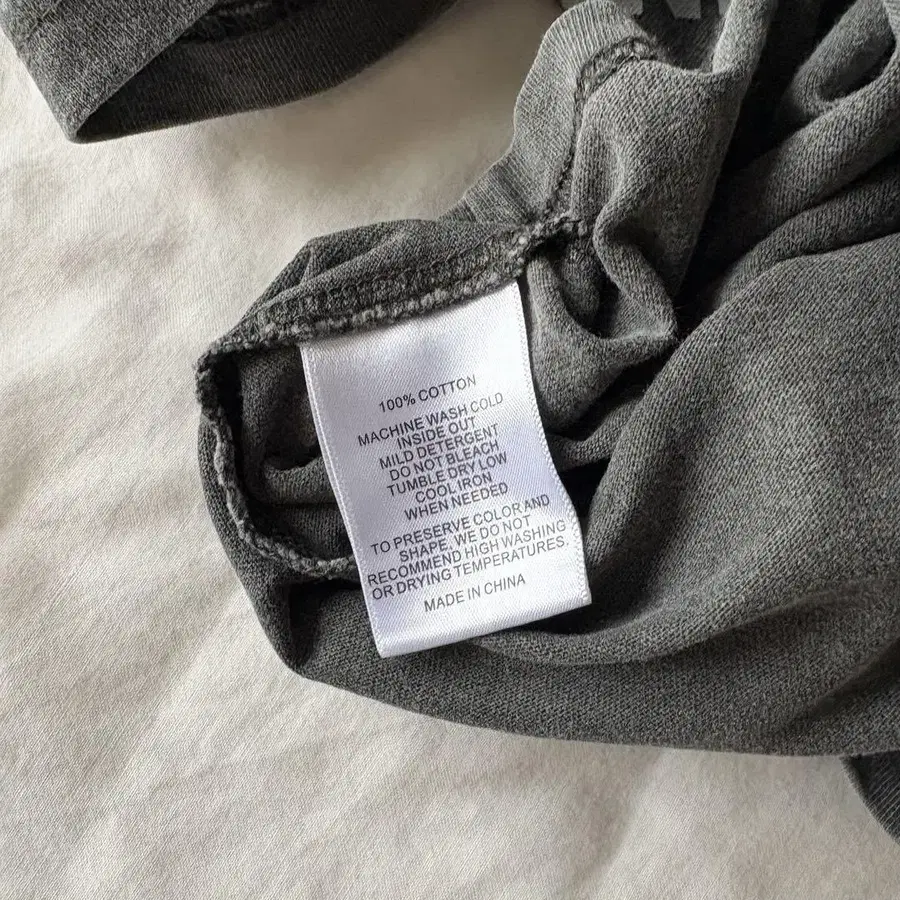 100% COTTON
MACHINE WASH COLD
INSIDE OUT
MILD DETERGENT
DO NOT BLEACH
TUMBLE DRY LOW
COOL IRON
WHEN NEEDED
TO PRESERVE COLOR AND
SHAPE, WE DO NOT
RECOMMEND HIGH WASHING
OR DRYING TEMPERATURES.
MADE IN CHINA